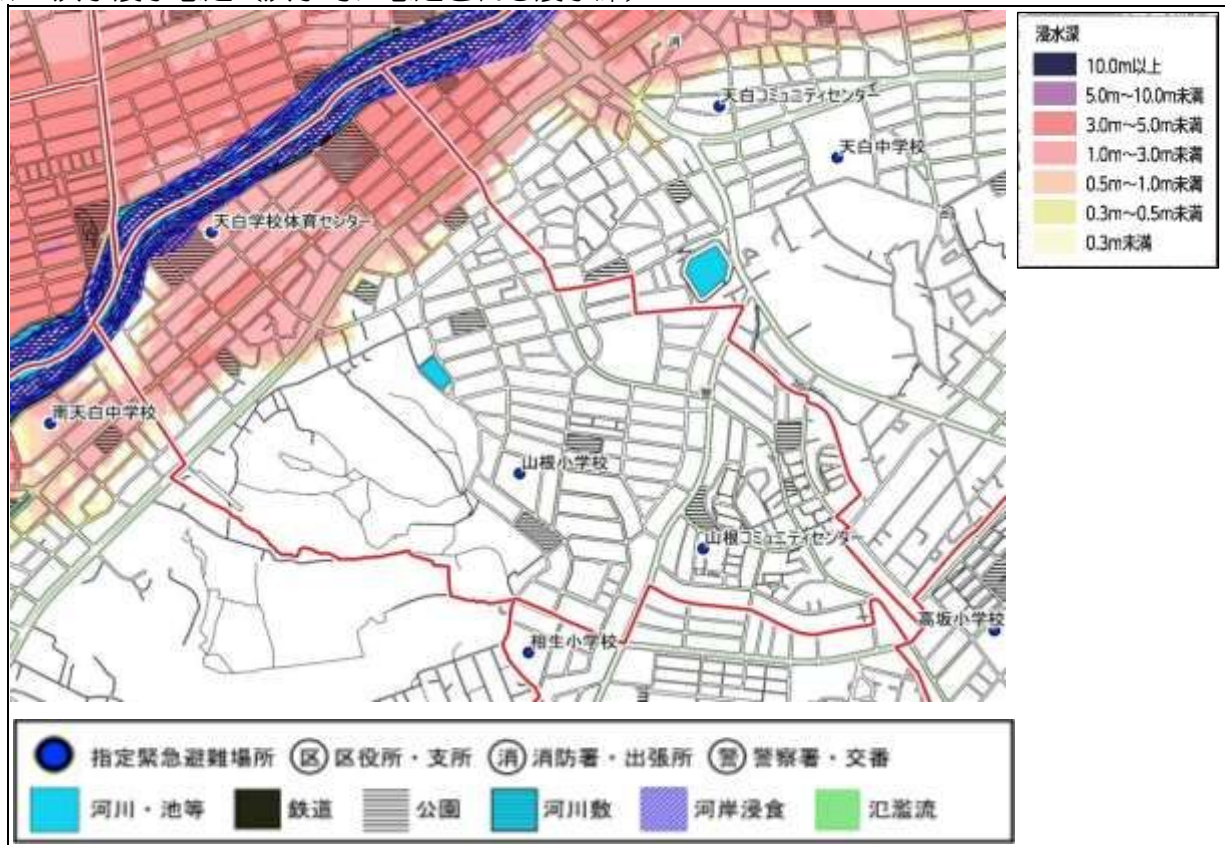 浸水深
10.0m以上
5.0m～10.0m未満
3.0m～5.0m未満
1.0m～3.0m未満
0.5m～1.0m未満
0.3m～0.5m未満
0.3m未満
消
天白コミュニティセンター
天白中学校
天白学校体育センター
南天白中学校
山根小学校
山根コミュニティセンター
高坂小学校
相生小学校
指定緊急避難場所 区 区役所・支所 消 消防署・出張所 警 警察署・交番
河川・池等 鉄道 公園 河川敷 河岸浸食 氾濫流